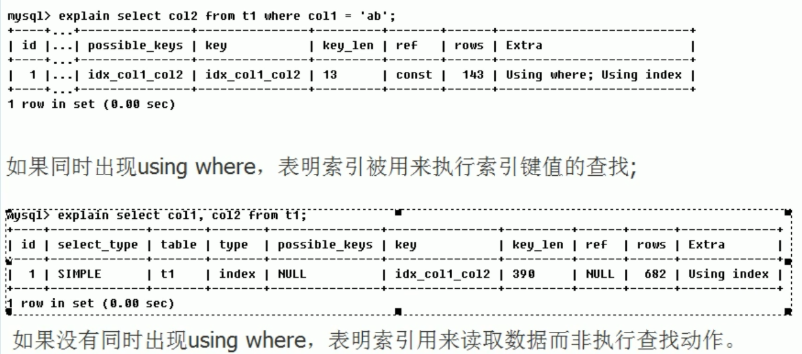 mysql> explain select col2 from t1 where col1 = 'ab';
+----+...+---------------+---------------+---------+-------+------+--------------------------+
| id |...| possible_keys | key | key_len | ref | rows | Extra |
+----+...+---------------+---------------+---------+-------+------+--------------------------+
| 1 |...| idx_col1_col2 | idx_col1_col2 | 13 | const | 143 | Using where; Using index |
+----+...+---------------+---------------+---------+-------+------+--------------------------+
1 row in set (0.00 sec)
如果同时出现using where，表明索引被用来执行索引键值的查找;
mysql> explain select col1, col2 from t1;
+----+-------------+-------+-------+---------------+---------------+---------+------+------+-------------+
| id | select_type | table | type | possible_keys | key | key_len | ref | rows | Extra |
+----+-------------+-------+-------+---------------+---------------+---------+------+------+-------------+
| 1 | SIMPLE | t1 | index | NULL | idx_col1_col2 | 390 | NULL | 682 | Using index |
+----+-------------+-------+-------+---------------+---------------+---------+------+------+-------------+
1 row in set (0.00 sec)
如果没有同时出现using where，表明索引用来读取数据而非执行查找动作。